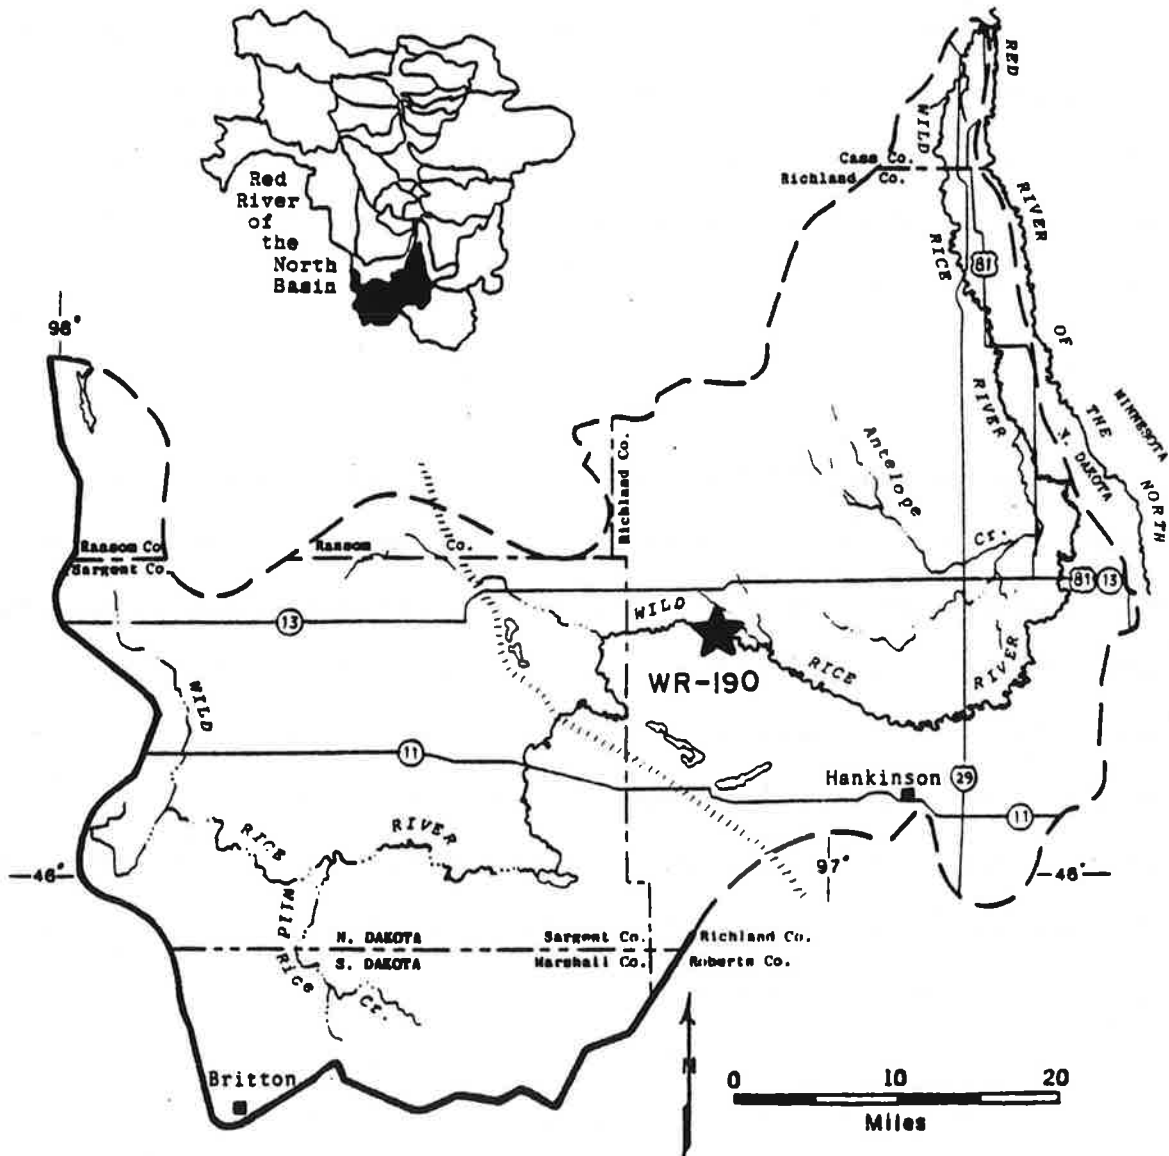 RED
WILD
Cass Co.
Richland Co.
Red
River
of
the
North
Basin
RIVER
RICE
81
98°
OF
THE
NORTH
MINNESOTA
N. DAKOTA
RIVER
Antelope
Cr.
Richland Co.
Ransom Co.
Sargent Co.
Ransom Co.
81
13
13
WILD
RICE
RIVER
WR-190
WILD
11
Hankinson
29
11
RICE
RIVER
46°
97°
46°
Wild
Rice
Cr.
N. DAKOTA
S. DAKOTA
Sargent Co.
Marshall Co.
Richland Co.
Roberts Co.
Britton
N
0 10 20
Miles